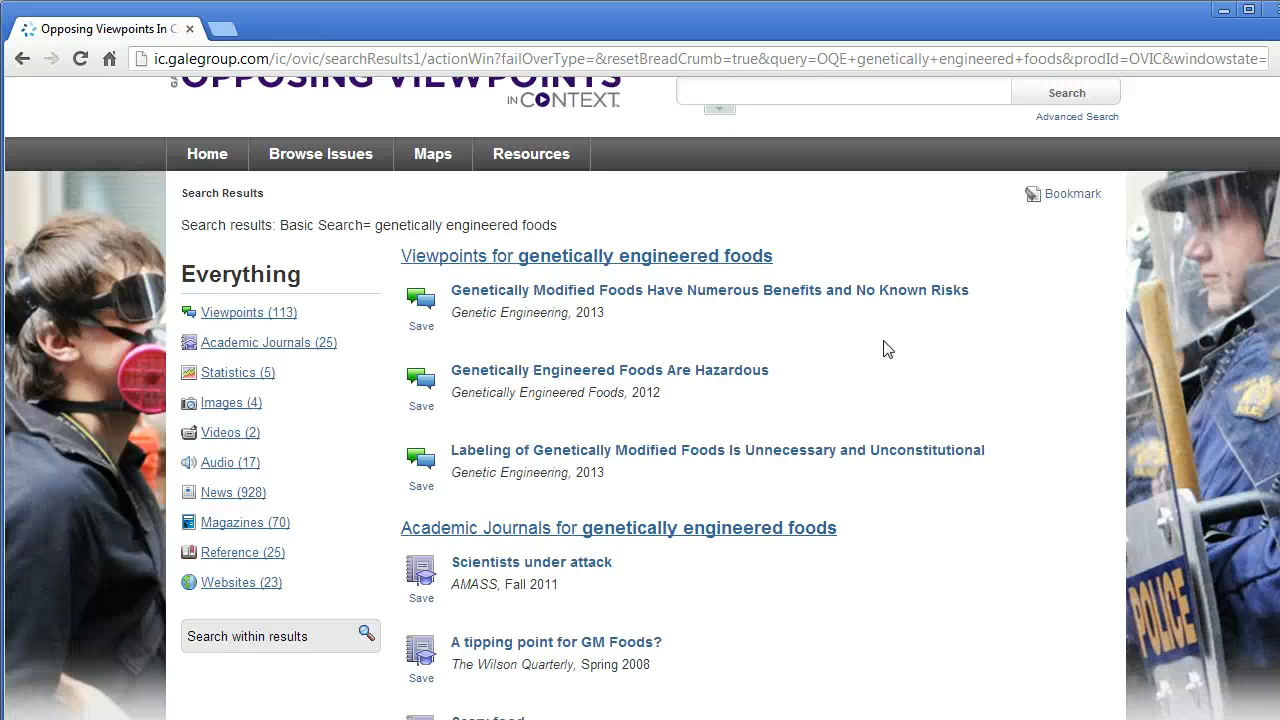 Opposing Viewpoints In C
ic.galegroup.com/ic/ovic/searchResults1/actionWin?failOverType=&resetBreadCrumb=true&query=OQE+genetically+engineered+foods&prodId=OVIC&windowstate=
OPPOSING VIEWPOINTS
IN CONTEXT
Search
Advanced Search
Home Browse Issues Maps Resources
Search Results
Bookmark
Search results: Basic Search= genetically engineered foods
Everything
Viewpoints (113)
Academic Journals (25)
Statistics (5)
Images (4)
Videos (2)
Audio (17)
News (928)
Magazines (70)
Reference (25)
Websites (23)
Search within results
Viewpoints for genetically engineered foods
Genetically Modified Foods Have Numerous Benefits and No Known Risks
Genetic Engineering, 2013
Save
Genetically Engineered Foods Are Hazardous
Genetically Engineered Foods, 2012
Save
Labeling of Genetically Modified Foods Is Unnecessary and Unconstitutional
Genetic Engineering, 2013
Save
Academic Journals for genetically engineered foods
Scientists under attack
AMASS, Fall 2011
Save
A tipping point for GM Foods?
The Wilson Quarterly, Spring 2008
Save
POLICE